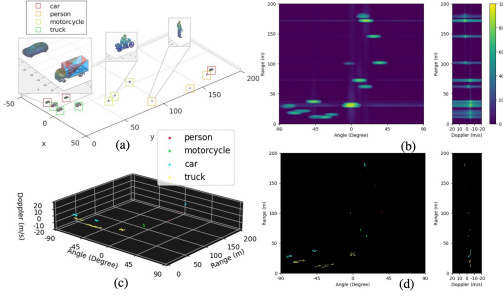 car
person
motorcycle
truck
-50
0
50
x
0
50
100
150
200
y
(a)
Range (m)
200
175
150
125
100
75
50
25
0
-90
-45
0
45
90
Angle (Degree)
(b)
Range (m)
20 10 0 -10 -20
Doppler (m/s)
person
motorcycle
car
truck
Doppler (m/s)
20
10
0
-10
-20
-90
-45
0
45
90
Angle (Degree)
0
50
100
150
200
Range (m)
(c)
Range (m)
200
175
150
125
100
75
50
25
0
-90
-45
0
45
90
Angle (Degree)
(d)
Range (m)
20 10 0 -10 -20
Doppler (m/s)